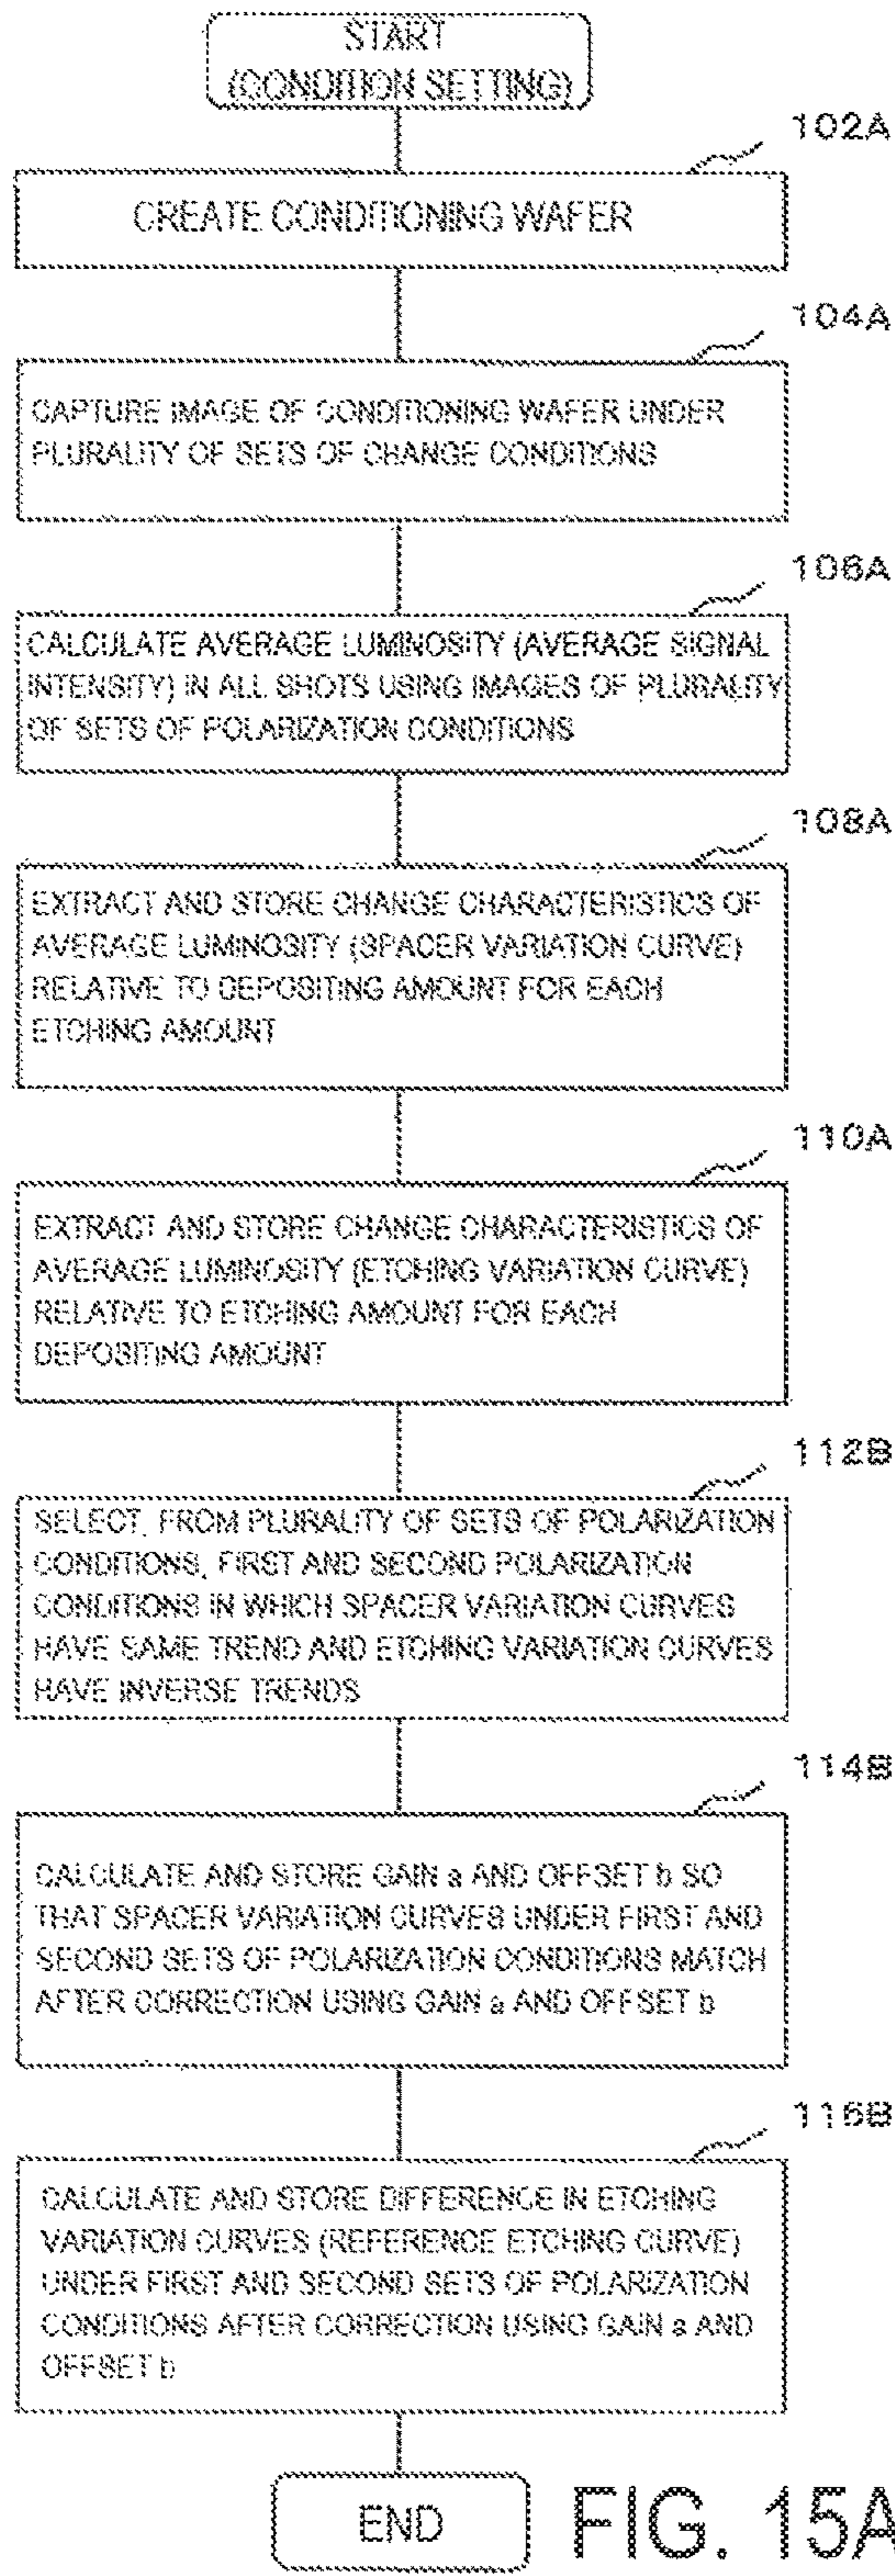 START
(CONDITION SETTING)
102A
CREATE CONDITIONING WAFER
104A
CAPTURE IMAGE OF CONDITIONING WAFER UNDER
PLURALITY OF SETS OF CHANGE CONDITIONS
106A
CALCULATE AVERAGE LUMINOSITY (AVERAGE SIGNAL
INTENSITY) IN ALL SHOTS USING IMAGES OF PLURALITY
OF SETS OF POLARIZATION CONDITIONS
108A
EXTRACT AND STORE CHANGE CHARACTERISTICS OF
AVERAGE LUMINOSITY (SPACER VARIATION CURVE)
RELATIVE TO DEPOSITING AMOUNT FOR EACH
ETCHING AMOUNT
110A
EXTRACT AND STORE CHANGE CHARACTERISTICS OF
AVERAGE LUMINOSITY (ETCHING VARIATION CURVE)
RELATIVE TO ETCHING AMOUNT FOR EACH
DEPOSITING AMOUNT
112B
SELECT, FROM PLURALITY OF SETS OF POLARIZATION
CONDITIONS, FIRST AND SECOND POLARIZATION
CONDITIONS IN WHICH SPACER VARIATION CURVES
HAVE SAME TREND AND ETCHING VARIATION CURVES
HAVE INVERSE TRENDS
114B
CALCULATE AND STORE GAIN a AND OFFSET b SO
THAT SPACER VARIATION CURVES UNDER FIRST AND
SECOND SETS OF POLARIZATION CONDITIONS MATCH
AFTER CORRECTION USING GAIN a AND OFFSET b
116B
CALCULATE AND STORE DIFFERENCE IN ETCHING
VARIATION CURVES (REFERENCE ETCHING CURVE)
UNDER FIRST AND SECOND SETS OF POLARIZATION
CONDITIONS AFTER CORRECTION USING GAIN a AND
OFFSET b
END
FIG. 15A